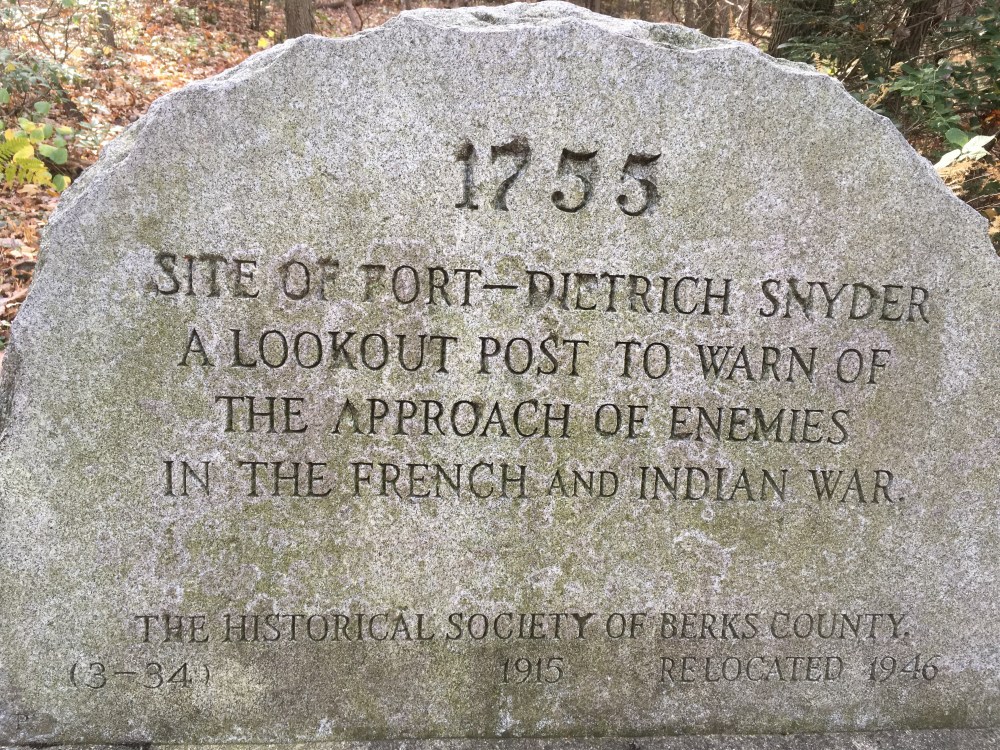 1755
SITE OF FORT-DIETRICH SNYDER
A LOOKOUT POST TO WARN OF
THE APPROACH OF ENEMIES
IN THE FRENCH AND INDIAN WAR.
THE HISTORICAL SOCIETY OF BERKS COUNTY.
(3-34) 1915 RELOCATED 1946